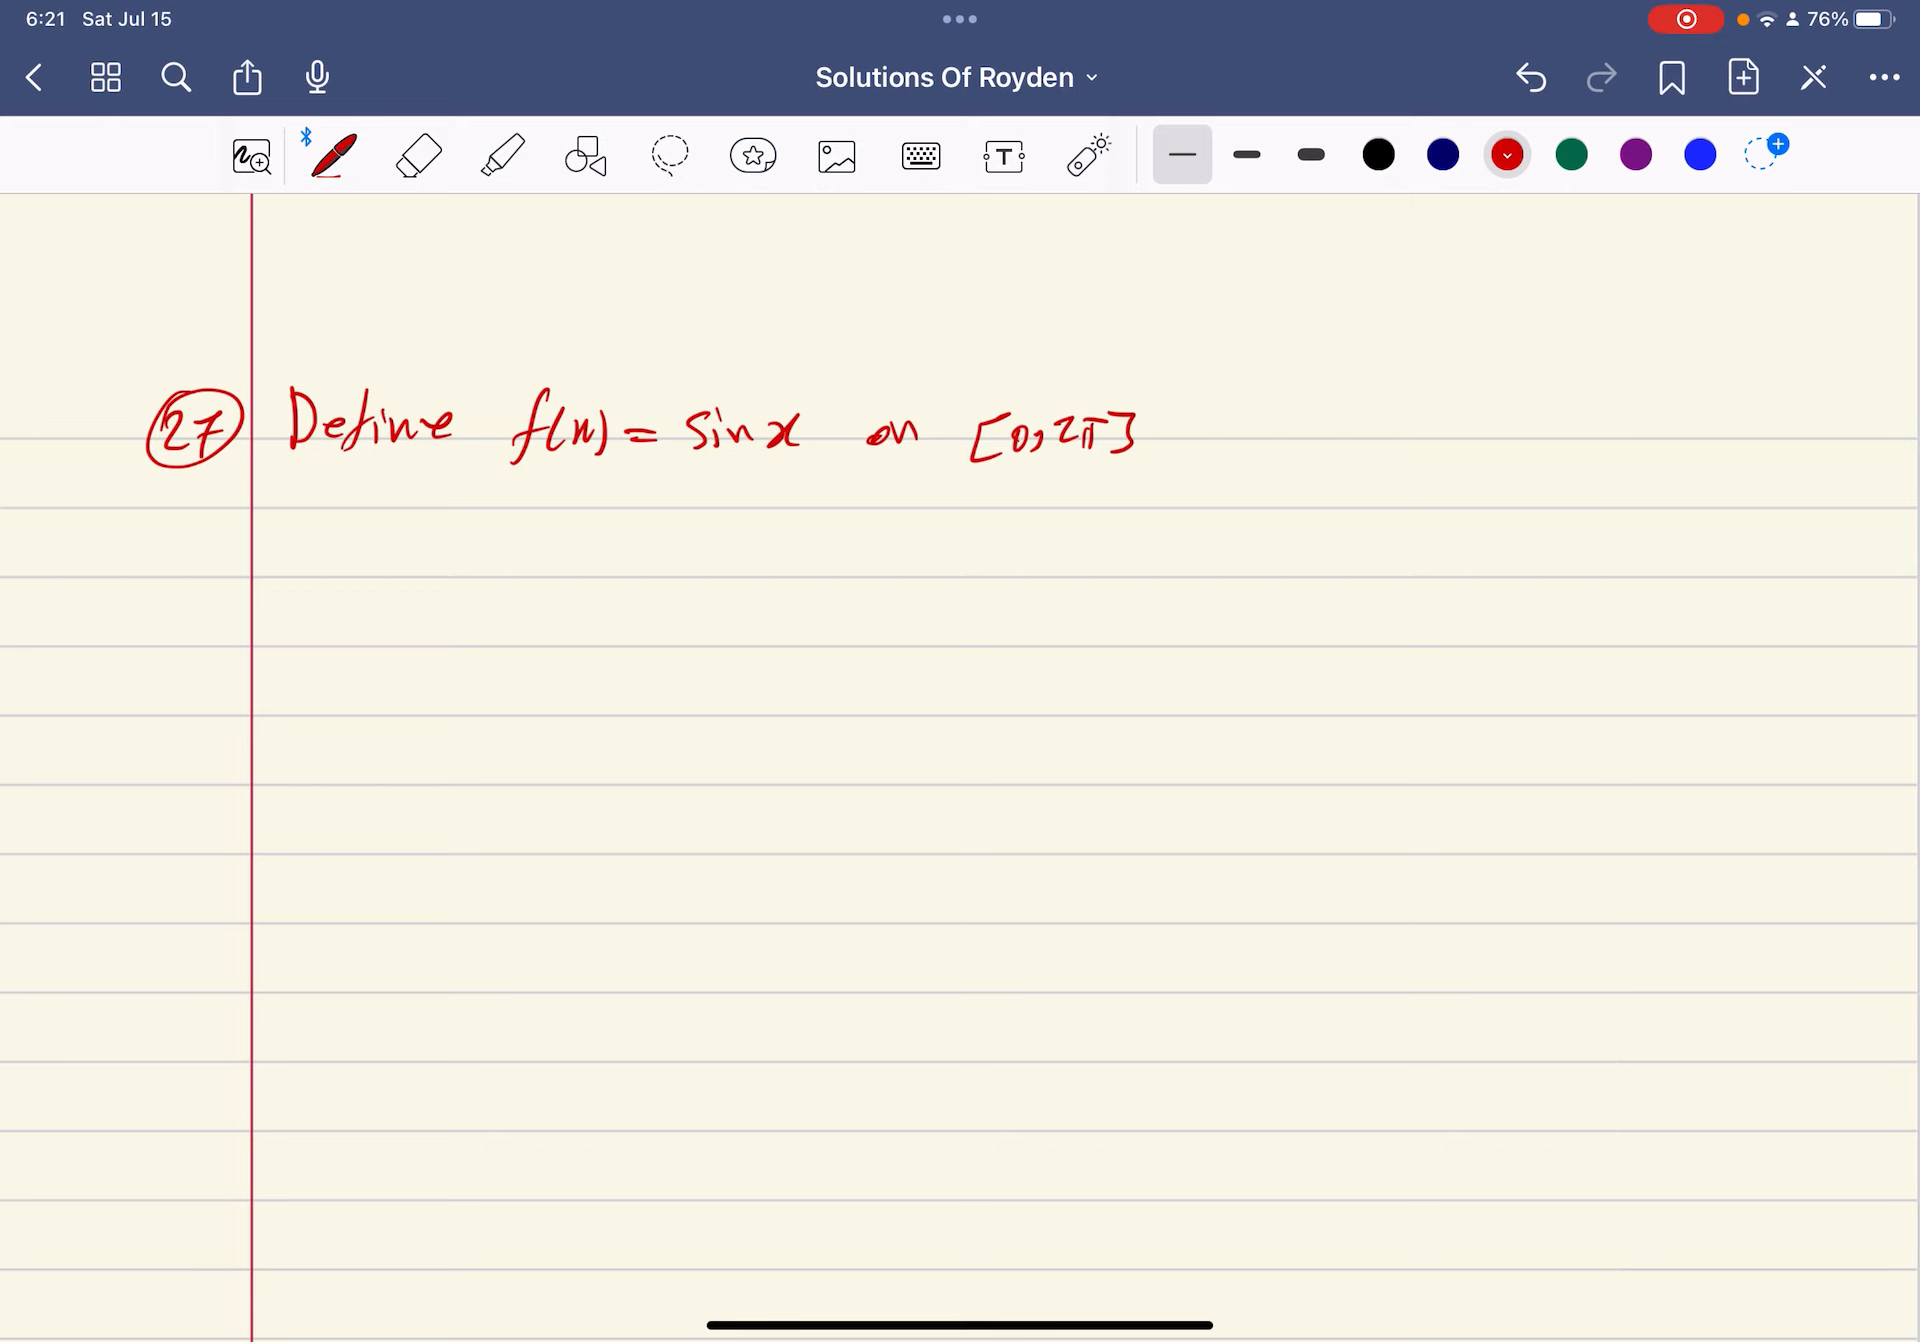 6:21 Sat Jul 15
76%
Solutions Of Royden
T
27 Define f(x) = sin x on [0, 2π]